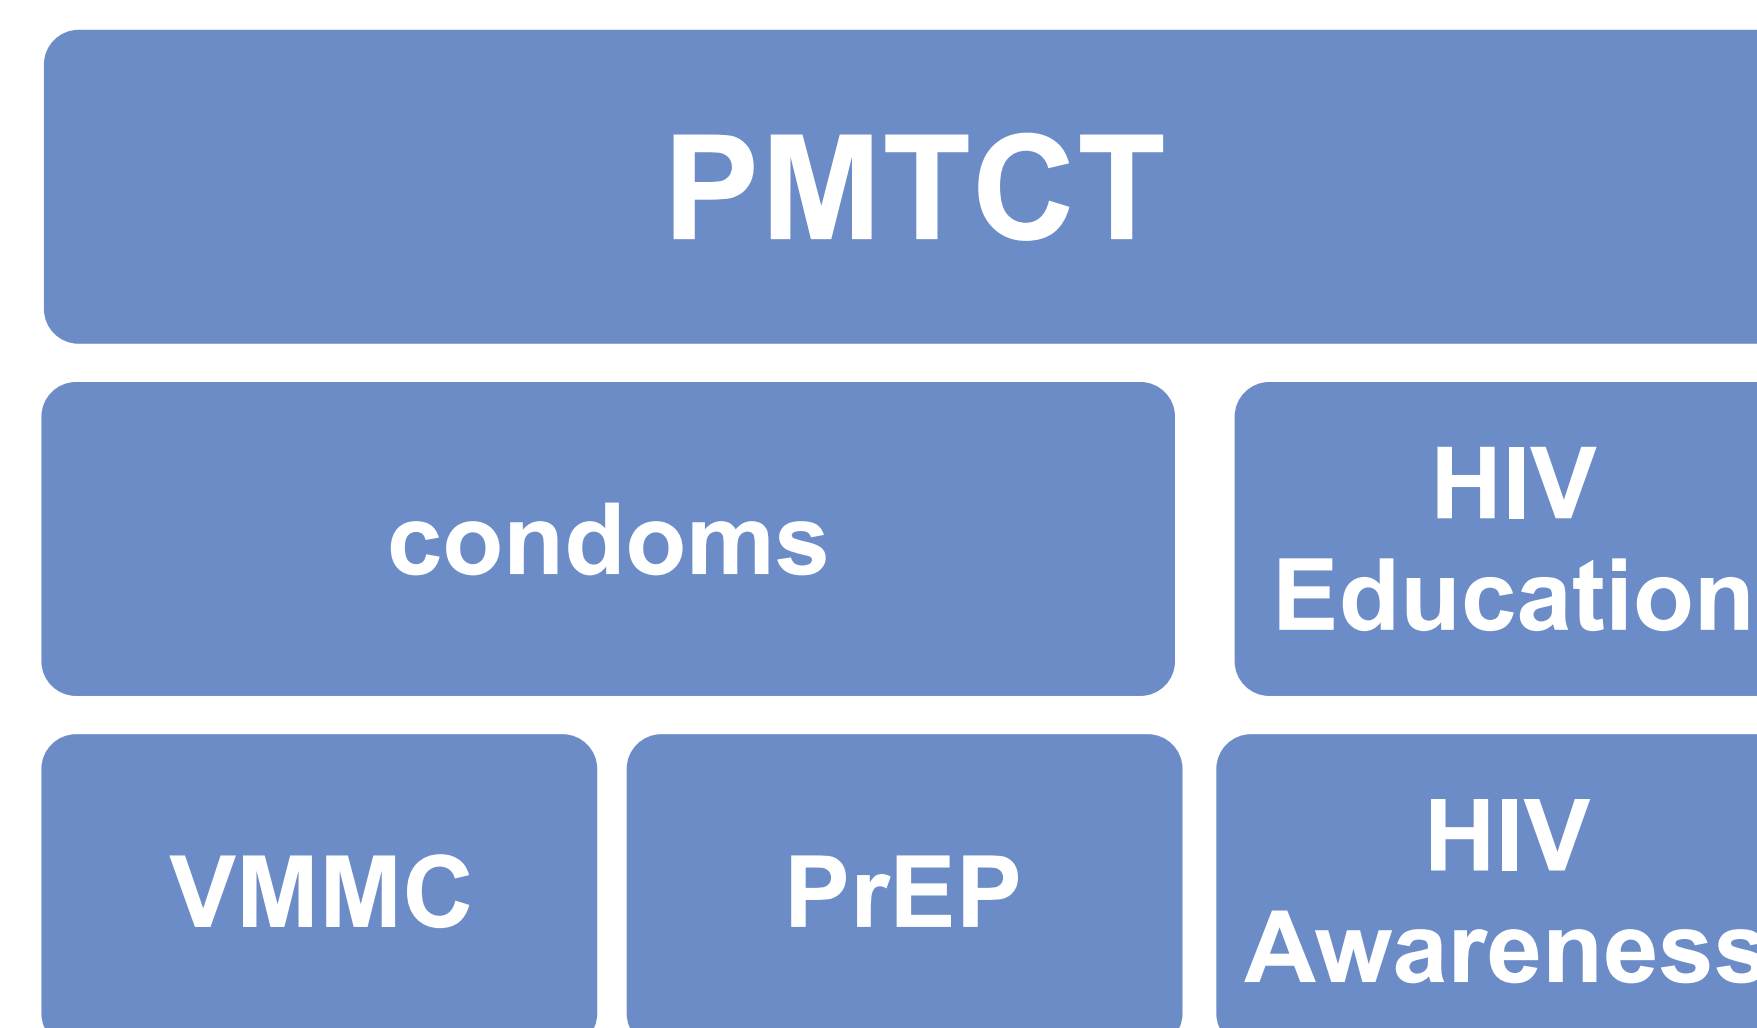 PMTCT
condoms
HIV
Education
VMMC
PrEP
HIV
Awareness